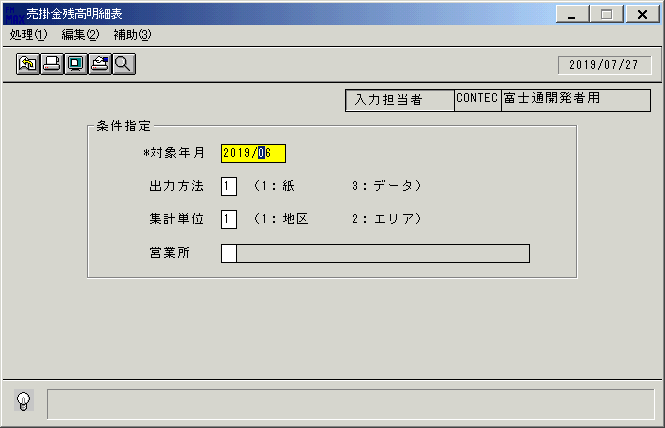 売掛金残高明細表
処理(1) 編集(2) 補助(3)
2019/07/27
入力担当者 CONTEC 富士通開発者用
条件指定
*対象年月 2019/06
出力方法 1 (1:紙 3:データ)
集計単位 1 (1:地区 2:エリア)
営業所